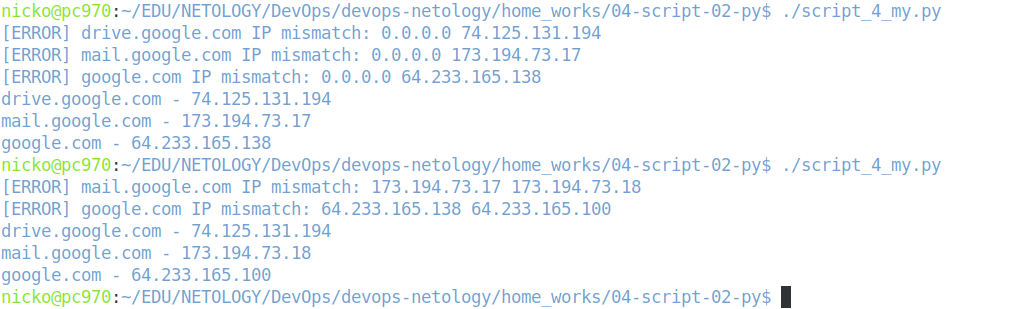 nicko@pc970:~/EDU/NETOLOGY/DevOps/devops-netology/home_works/04-script-02-py$ ./script_4_my.py
[ERROR] drive.google.com IP mismatch: 0.0.0.0 74.125.131.194
[ERROR] mail.google.com IP mismatch: 0.0.0.0 173.194.73.17
[ERROR] google.com IP mismatch: 0.0.0.0 64.233.165.138
drive.google.com - 74.125.131.194
mail.google.com - 173.194.73.17
google.com - 64.233.165.138
nicko@pc970:~/EDU/NETOLOGY/DevOps/devops-netology/home_works/04-script-02-py$ ./script_4_my.py
[ERROR] mail.google.com IP mismatch: 173.194.73.17 173.194.73.18
[ERROR] google.com IP mismatch: 64.233.165.138 64.233.165.100
drive.google.com - 74.125.131.194
mail.google.com - 173.194.73.18
google.com - 64.233.165.100
nicko@pc970:~/EDU/NETOLOGY/DevOps/devops-netology/home_works/04-script-02-py$